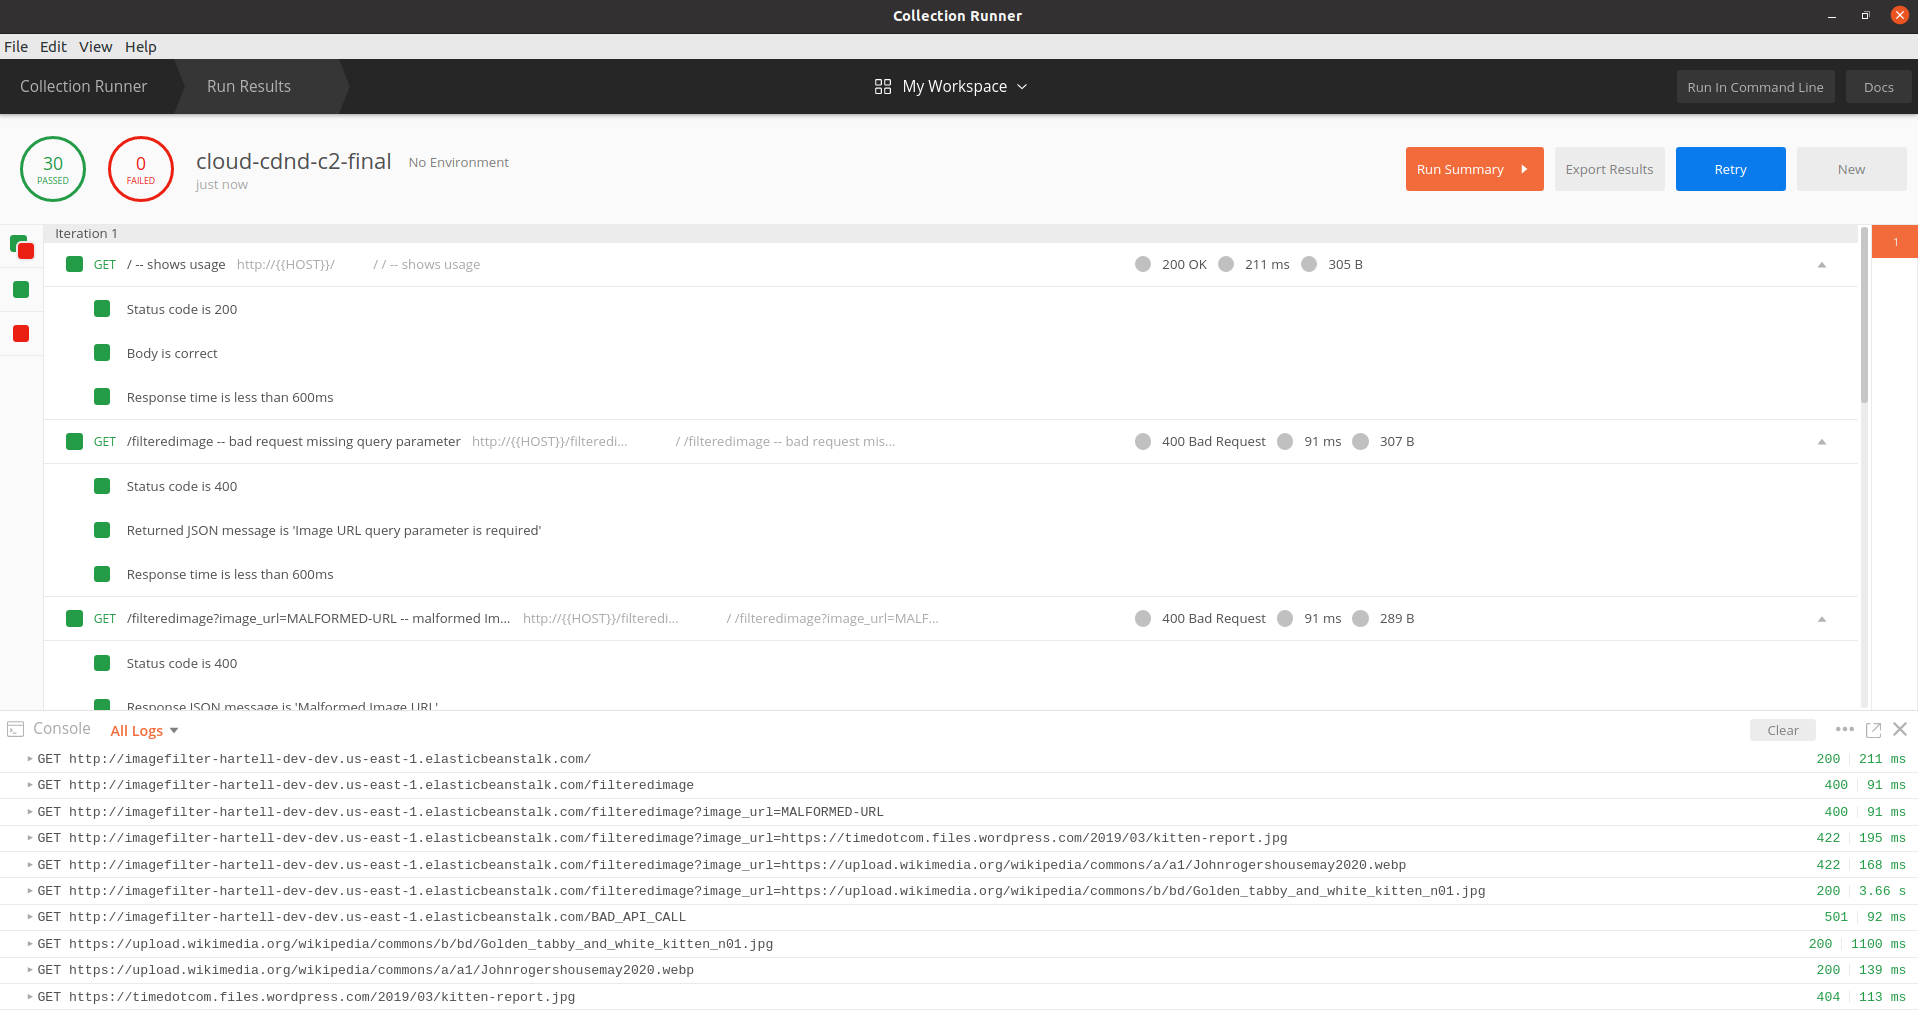 Collection Runner
File Edit View Help
Collection Runner Run Results My Workspace Run In Command Line Docs
30 PASSED 0 FAILED cloud-cdnd-c2-final No Environment just now Run Summary Export Results Retry New
Iteration 1 1
GET / -- shows usage http://{{HOST}}/ / / -- shows usage 200 OK 211 ms 305 B
Status code is 200
Body is correct
Response time is less than 600ms
GET /filteredimage -- bad request missing query parameter http://{{HOST}}/filteredi... / /filteredimage -- bad request mis... 400 Bad Request 91 ms 307 B
Status code is 400
Returned JSON message is 'Image URL query parameter is required'
Response time is less than 600ms
GET /filteredimage?image_url=MALFORMED-URL -- malformed Im... http://{{HOST}}/filteredi... / /filteredimage?image_url=MALF... 400 Bad Request 91 ms 289 B
Status code is 400
Response JSON message is 'Malformed Image URL'
Console All Logs Clear
GET http://imagefilter-hartell-dev-dev.us-east-1.elasticbeanstalk.com/ 200 211 ms
GET http://imagefilter-hartell-dev-dev.us-east-1.elasticbeanstalk.com/filteredimage 400 91 ms
GET http://imagefilter-hartell-dev-dev.us-east-1.elasticbeanstalk.com/filteredimage?image_url=MALFORMED-URL 400 91 ms
GET http://imagefilter-hartell-dev-dev.us-east-1.elasticbeanstalk.com/filteredimage?image_url=https://timedotcom.files.wordpress.com/2019/03/kitten-report.jpg 422 195 ms
GET http://imagefilter-hartell-dev-dev.us-east-1.elasticbeanstalk.com/filteredimage?image_url=https://upload.wikimedia.org/wikipedia/commons/a/a1/Johnrogershousemay2020.webp 422 168 ms
GET http://imagefilter-hartell-dev-dev.us-east-1.elasticbeanstalk.com/filteredimage?image_url=https://upload.wikimedia.org/wikipedia/commons/b/bd/Golden_tabby_and_white_kitten_n01.jpg 200 3.66 s
GET http://imagefilter-hartell-dev-dev.us-east-1.elasticbeanstalk.com/BAD_API_CALL 501 92 ms
GET https://upload.wikimedia.org/wikipedia/commons/b/bd/Golden_tabby_and_white_kitten_n01.jpg 200 1100 ms
GET https://upload.wikimedia.org/wikipedia/commons/a/a1/Johnrogershousemay2020.webp 200 139 ms
GET https://timedotcom.files.wordpress.com/2019/03/kitten-report.jpg 404 113 ms